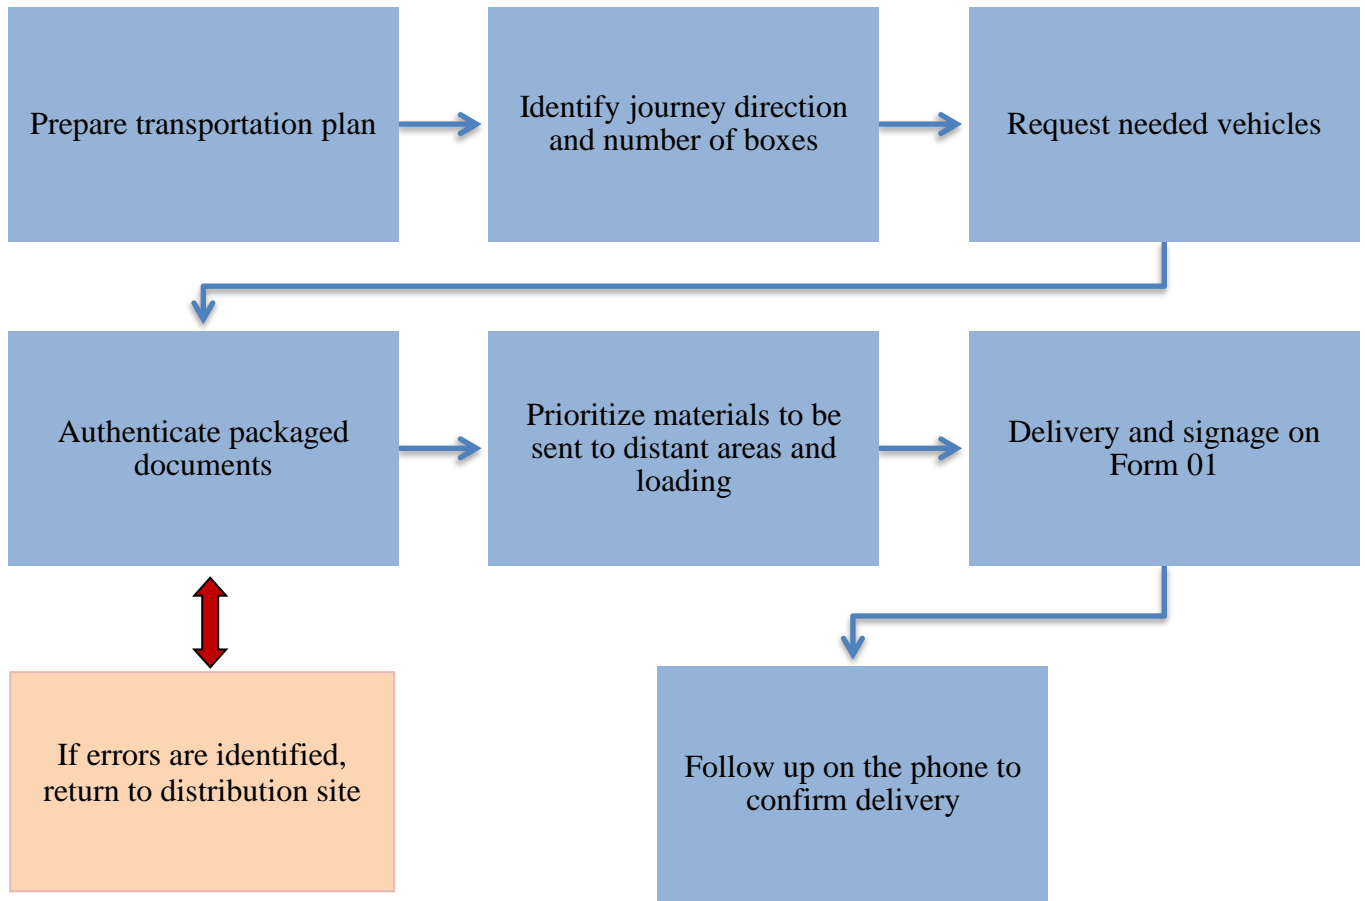 Prepare transportation plan
Identify journey direction
and number of boxes
Request needed vehicles
Authenticate packaged
documents
Prioritize materials to be
sent to distant areas and
loading
Delivery and signage on
Form 01
If errors are identified,
return to distribution site
Follow up on the phone to
confirm delivery